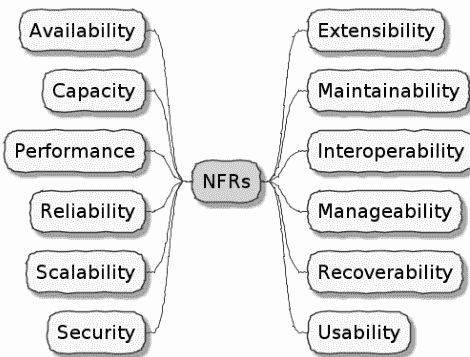 Availability
Capacity
Performance
Reliability
Scalability
Security
NFRs
Extensibility
Maintainability
Interoperability
Manageability
Recoverability
Usability